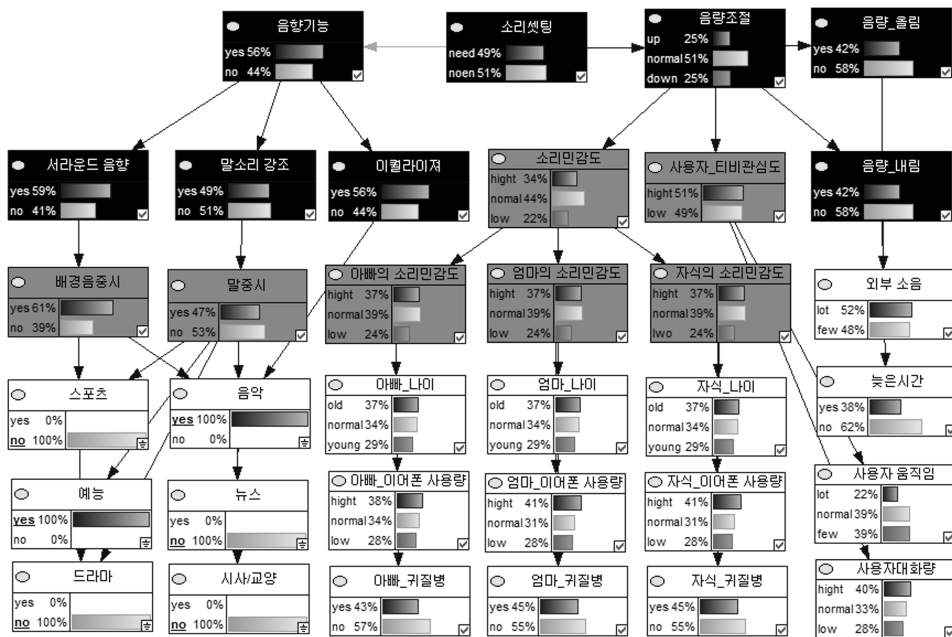 음향기능
yes 56%
no 44%
소리셋팅
need 49%
noen 51%
음량조절
up 25%
normal 51%
down 25%
음량_올림
yes 42%
no 58%
서라운드 음향
yes 59%
no 41%
말소리 강조
yes 49%
no 51%
이퀄라이져
yes 56%
no 44%
소리민감도
hight 34%
nomal 44%
low 22%
사용자_티비관심도
hight 51%
low 49%
음량_내림
yes 42%
no 58%
배경음중시
yes 61%
no 39%
말중시
yes 47%
no 53%
아빠의 소리민감도
hight 37%
normal 39%
low 24%
엄마의 소리민감도
hight 37%
normal 39%
low 24%
자식의 소리민감도
hight 37%
normal 39%
lwo 24%
외부 소음
lot 52%
few 48%
스포츠
yes 0%
no 100%
음악
yes 100%
no 0%
아빠_나이
old 37%
normal 34%
young 29%
엄마_나이
old 37%
normal 34%
young 29%
자식_나이
old 37%
normal 34%
young 29%
늦은시간
yes 38%
no 62%
예능
yes 100%
no 0%
뉴스
yes 0%
no 100%
아빠_이어폰 사용량
hight 38%
normal 34%
low 28%
엄마_이어폰 사용량
hight 41%
normal 31%
low 28%
자식_이어폰 사용량
hight 41%
normal 31%
low 28%
사용자 움직임
lot 22%
normal 39%
few 39%
드라마
yes 0%
no 100%
시사/교양
yes 0%
no 100%
아빠_귀질병
yes 43%
no 57%
엄마_귀질병
yes 45%
no 55%
자식_귀질병
yes 45%
no 55%
사용자대화량
hight 40%
normal 33%
low 28%